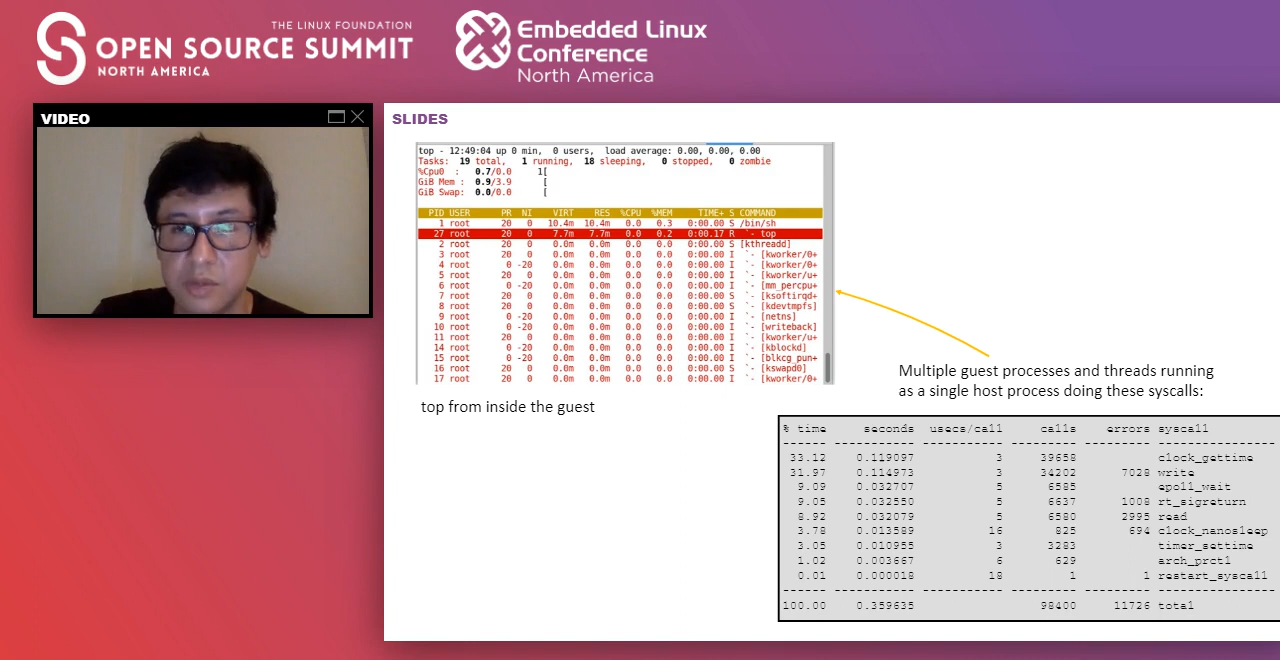 THE LINUX FOUNDATION
OPEN SOURCE SUMMIT
NORTH AMERICA
Embedded Linux
Conference
North America
VIDEO
SLIDES
top - 12:49:04 up 0 min,  0 users,  load average: 0.00, 0.00, 0.00
Tasks:  19 total,   1 running,  18 sleeping,   0 stopped,   0 zombie
%Cpu0  :   0.7/0.0     1[
GiB Mem :  0.9/3.9      [
GiB Swap:  0.0/0.0      [
PID USER PR NI VIRT RES %CPU %MEM TIME+ S COMMAND
1 root 20 0 10.4m 10.4m 0.0 0.3 0:00.00 S /bin/sh
27 root 20 0 7.7m 7.7m 0.0 0.2 0:00.17 R `- top
2 root 20 0 0.0m 0.0m 0.0 0.0 0:00.00 S [kthreadd]
3 root 20 0 0.0m 0.0m 0.0 0.0 0:00.00 I `- [kworker/0+
4 root 0 -20 0.0m 0.0m 0.0 0.0 0:00.00 I `- [kworker/0+
5 root 20 0 0.0m 0.0m 0.0 0.0 0:00.00 I `- [kworker/u+
6 root 0 -20 0.0m 0.0m 0.0 0.0 0:00.00 I `- [mm_percpu+
7 root 20 0 0.0m 0.0m 0.0 0.0 0:00.00 S `- [ksoftirqd+
8 root 20 0 0.0m 0.0m 0.0 0.0 0:00.00 S `- [kdevtmpfs]
9 root 0 -20 0.0m 0.0m 0.0 0.0 0:00.00 I `- [netns]
10 root 0 -20 0.0m 0.0m 0.0 0.0 0:00.00 I `- [writeback]
11 root 20 0 0.0m 0.0m 0.0 0.0 0:00.00 I `- [kworker/u+
14 root 0 -20 0.0m 0.0m 0.0 0.0 0:00.00 I `- [kblockd]
15 root 0 -20 0.0m 0.0m 0.0 0.0 0:00.00 I `- [blkcg_pun+
16 root 20 0 0.0m 0.0m 0.0 0.0 0:00.00 S `- [kswapd0]
17 root 20 0 0.0m 0.0m 0.0 0.0 0:00.00 I `- [kworker/0+
top from inside the guest
Multiple guest processes and threads running
as a single host process doing these syscalls:
% time seconds usecs/call calls errors syscall
------ ----------- ----------- --------- --------- ----------------
33.12 0.119097 3 39658 clock_gettime
31.97 0.114973 3 34202 7028 write
9.09 0.032707 5 6585 epoll_wait
9.05 0.032550 5 6637 1008 rt_sigreturn
8.92 0.032079 5 6580 2995 read
3.78 0.013589 16 825 694 clock_nanosleep
3.05 0.010955 3 3283 timer_settime
1.02 0.003667 6 629 arch_prctl
0.01 0.000018 18 1 1 restart_syscall
------ ----------- ----------- --------- --------- ----------------
100.00 0.359635 98400 11726 total